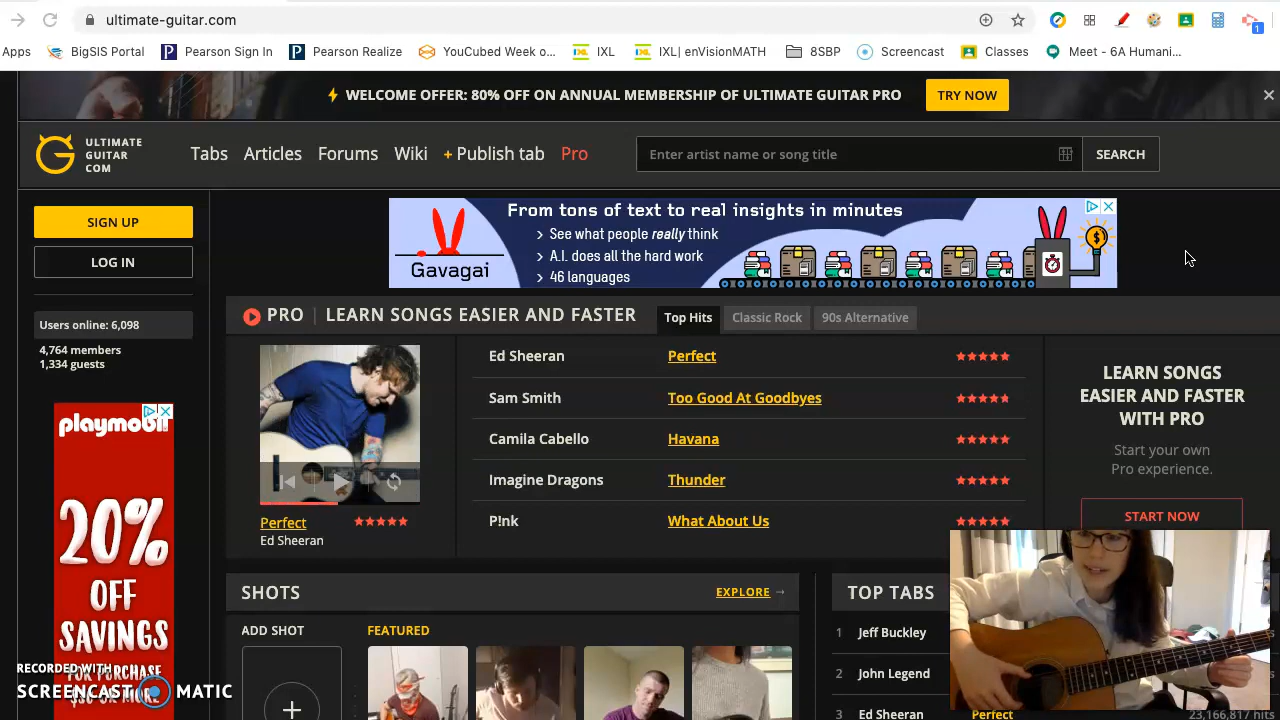 ultimate-guitar.com
1
Apps BigSIS Portal Pearson Sign In Pearson Realize YouCubed Week o... IXL IXL| enVisionMATH 8SBP Screencast Classes Meet - 6A Humani...
WELCOME OFFER: 80% OFF ON ANNUAL MEMBERSHIP OF ULTIMATE GUITAR PRO TRY NOW
ULTIMATE
GUITAR
COM
Tabs Articles Forums Wiki + Publish tab Pro Enter artist name or song title SEARCH
SIGN UP
LOG IN
Users online: 6,098
4,764 members
1,334 guests
Gavagai
From tons of text to real insights in minutes
> See what people really think
> A.I. does all the hard work
> 46 languages
PRO | LEARN SONGS EASIER AND FASTER Top Hits Classic Rock 90s Alternative
Ed Sheeran Perfect
Sam Smith Too Good At Goodbyes
Camila Cabello Havana
Imagine Dragons Thunder
P!nk What About Us
Perfect
Ed Sheeran
LEARN SONGS
EASIER AND FASTER
WITH PRO
Start your own
Pro experience.
START NOW
playmobil
20%
OFF
SAVINGS
RECORDED WITH
SCREENCAST MATIC
SHOTS EXPLORE →
ADD SHOT FEATURED
TOP TABS
1 Jeff Buckley
2 John Legend
3 Ed Sheeran Perfect 23,166,817 hits